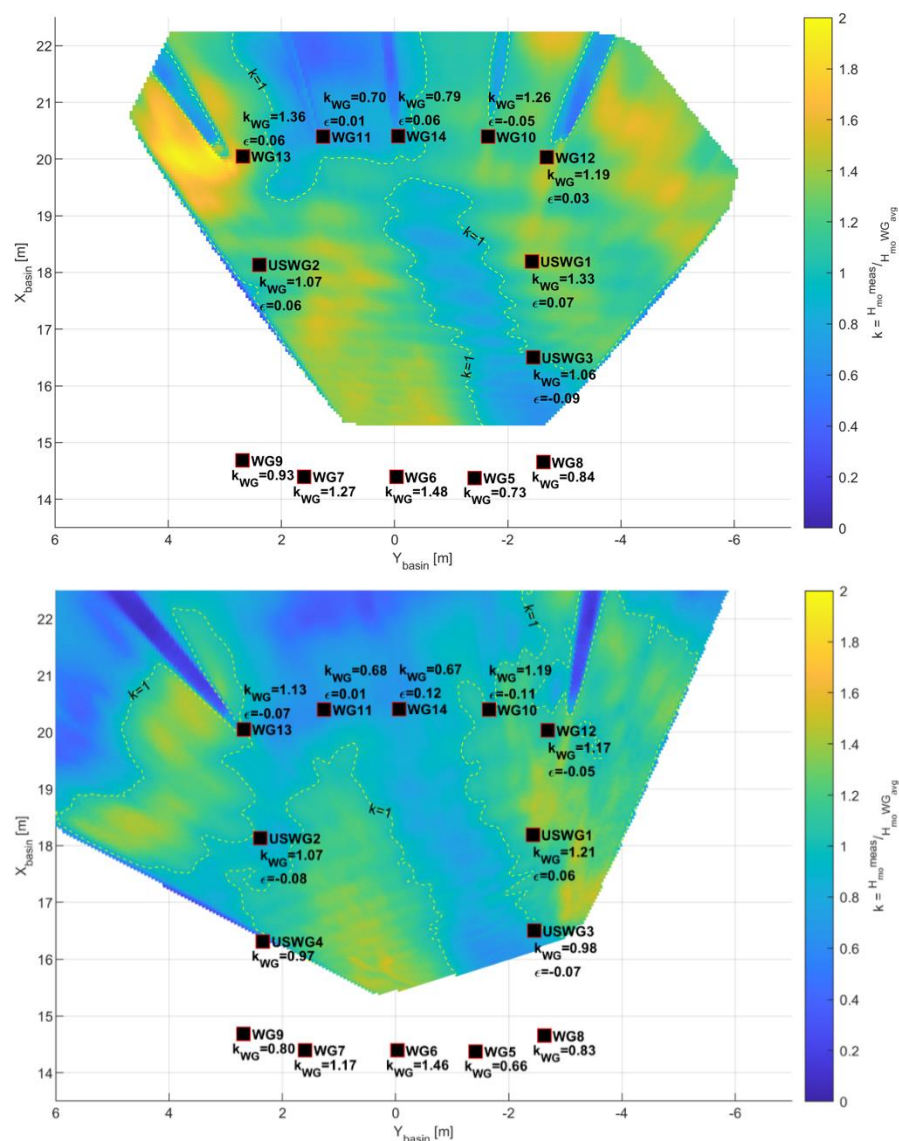 22
21
20
19
18
17
16
15
14
X_basin [m]
k=1
k_WG=1.36
ϵ=0.06
WG13
k_WG=0.70
ϵ=0.01
WG11
k_WG=0.79
ϵ=0.06
WG14
k_WG=1.26
ϵ=-0.05
WG10
WG12
k_WG=1.19
ϵ=0.03
k=1
USWG2
k_WG=1.07
ϵ=0.06
USWG1
k_WG=1.33
ϵ=0.07
k=1
USWG3
k_WG=1.06
ϵ=-0.09
WG9
k_WG=0.93
WG7
k_WG=1.27
WG6
k_WG=1.48
WG5
k_WG=0.73
WG8
k_WG=0.84
6 4 2 0 -2 -4 -6
Y_basin [m]
2
1.8
1.6
1.4
1.2
1
0.8
0.6
0.4
0.2
0
k = H_mo meas/H_mo WG_avg
22
21
20
19
18
17
16
15
14
X_basin [m]
k=1
k=1
k_WG=1.13
ϵ=-0.07
WG13
k_WG=0.68
ϵ=0.01
WG11
k_WG=0.67
ϵ=0.12
WG14
k_WG=1.19
ϵ=-0.11
WG10
WG12
k_WG=1.17
ϵ=-0.05
k=1
USWG2
k_WG=1.07
ϵ=-0.08
USWG1
k_WG=1.21
ϵ=0.06
USWG4
k_WG=0.97
USWG3
k_WG=0.98
ϵ=-0.07
WG9
k_WG=0.80
WG7
k_WG=1.17
WG6
k_WG=1.46
WG5
k_WG=0.66
WG8
k_WG=0.83
6 4 2 0 -2 -4 -6
Y_basin [m]
2
1.8
1.6
1.4
1.2
1
0.8
0.6
0.4
0.2
0
k = H_mo meas/H_mo WG_avg